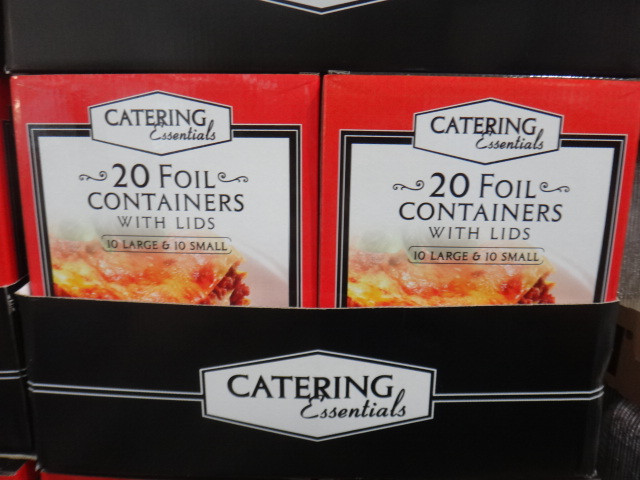 CATERING
Essentials
20 FOIL
CONTAINERS
WITH LIDS
10 LARGE & 10 SMALL
CATERING
Essentials
20 FOIL
CONTAINERS
WITH LIDS
10 LARGE & 10 SMALL
CATERING
Essentials